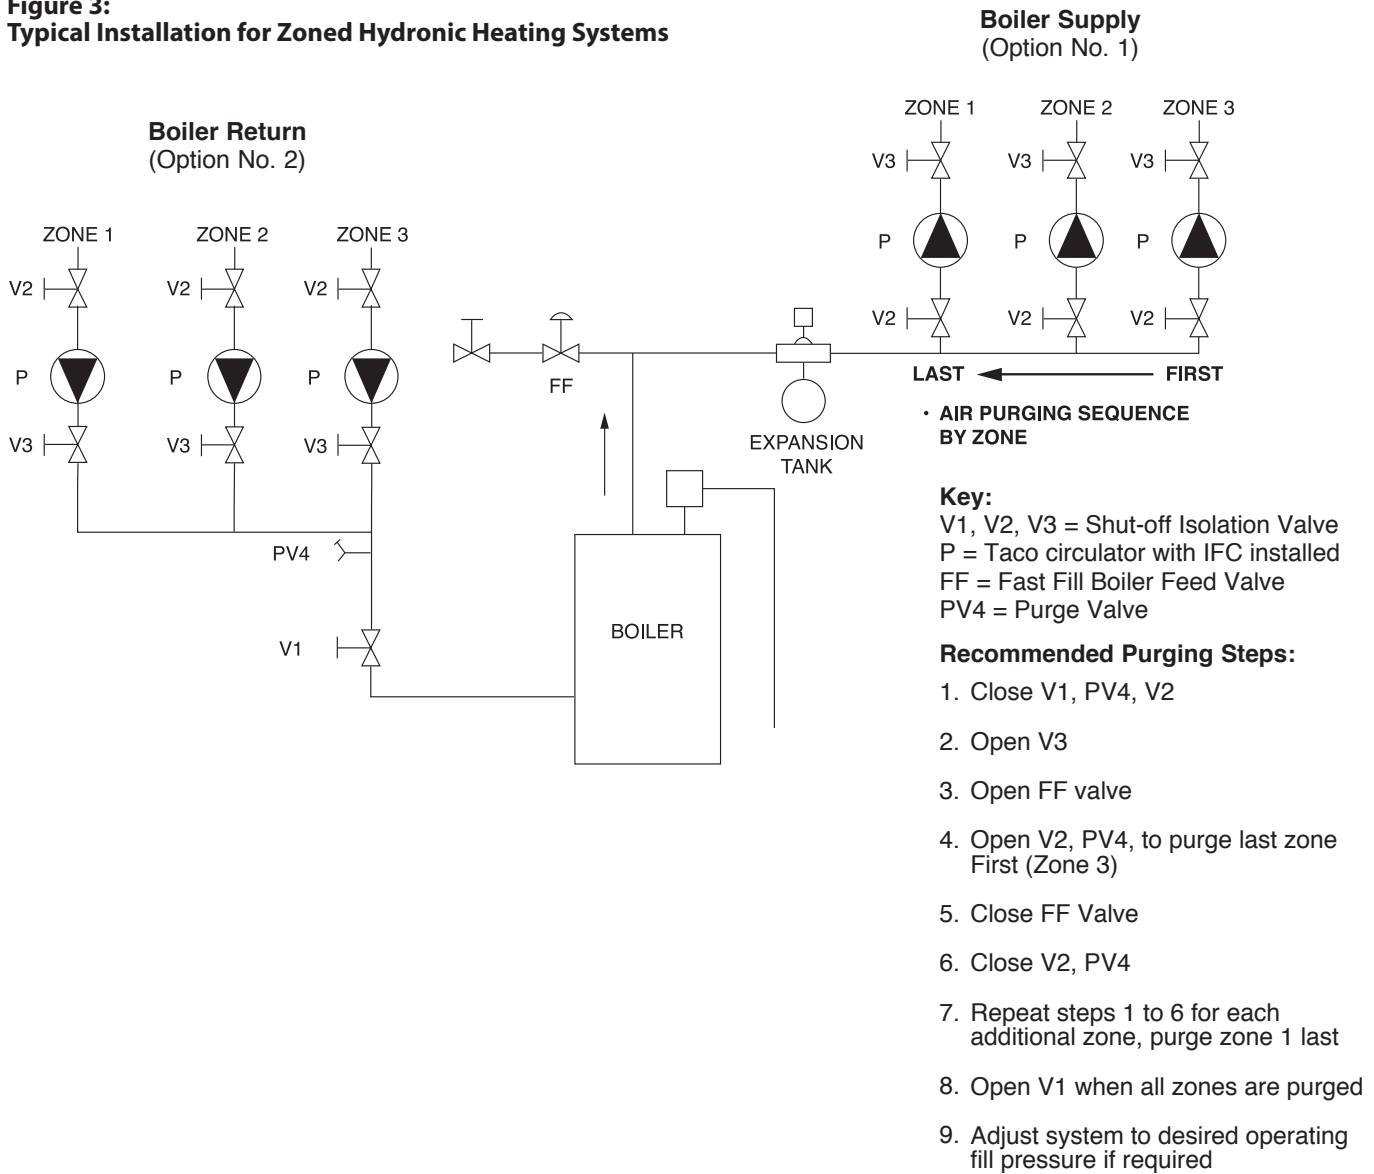 Figure 3:
Typical Installation for Zoned Hydronic Heating Systems
Boiler Supply
(Option No. 1)
ZONE 1 ZONE 2 ZONE 3
V3 V3 V3
P P P
V2 V2 V2
LAST FIRST
• AIR PURGING SEQUENCE
BY ZONE
Boiler Return
(Option No. 2)
ZONE 1 ZONE 2 ZONE 3
V2 V2 V2
P P P
V3 V3 V3
PV4
V1
FF
EXPANSION
TANK
BOILER
Key:
V1, V2, V3 = Shut-off Isolation Valve
P = Taco circulator with IFC installed
FF = Fast Fill Boiler Feed Valve
PV4 = Purge Valve
Recommended Purging Steps:
1. Close V1, PV4, V2
2. Open V3
3. Open FF valve
4. Open V2, PV4, to purge last zone
First (Zone 3)
5. Close FF Valve
6. Close V2, PV4
7. Repeat steps 1 to 6 for each
additional zone, purge zone 1 last
8. Open V1 when all zones are purged
9. Adjust system to desired operating
fill pressure if required